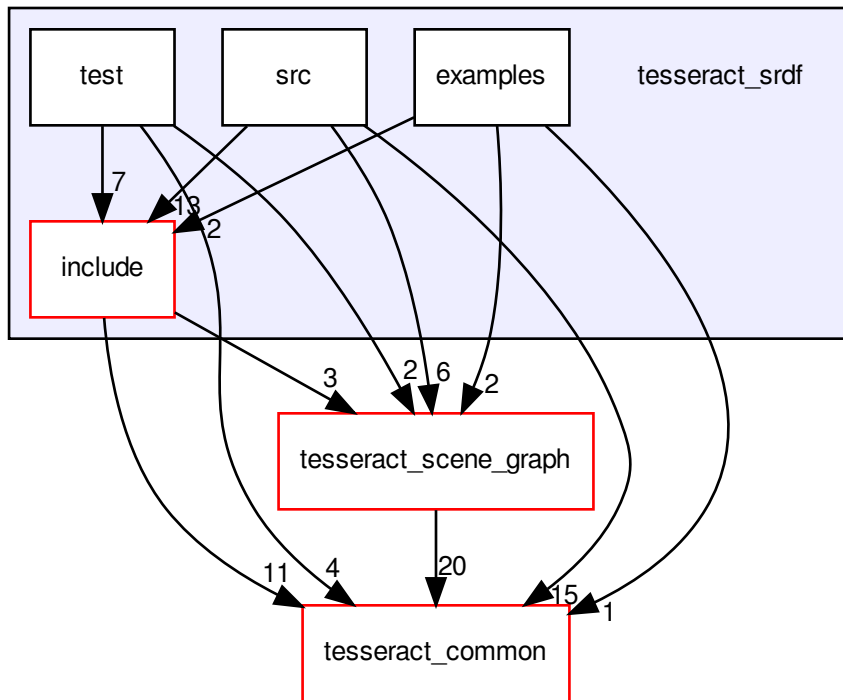 test
src
examples
tesseract_srdf
7
13
2
include
3
2
6
2
tesseract_scene_graph
11
4
20
15
1
tesseract_common